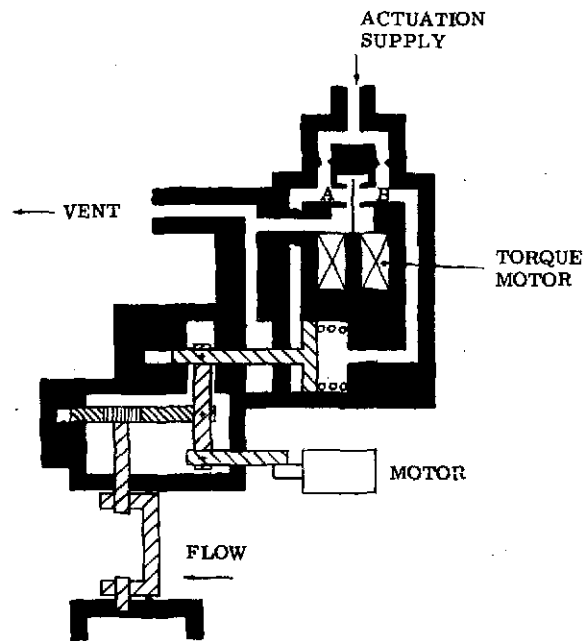 ACTUATION
SUPPLY
A B
VENT
TORQUE
MOTOR
MOTOR
FLOW